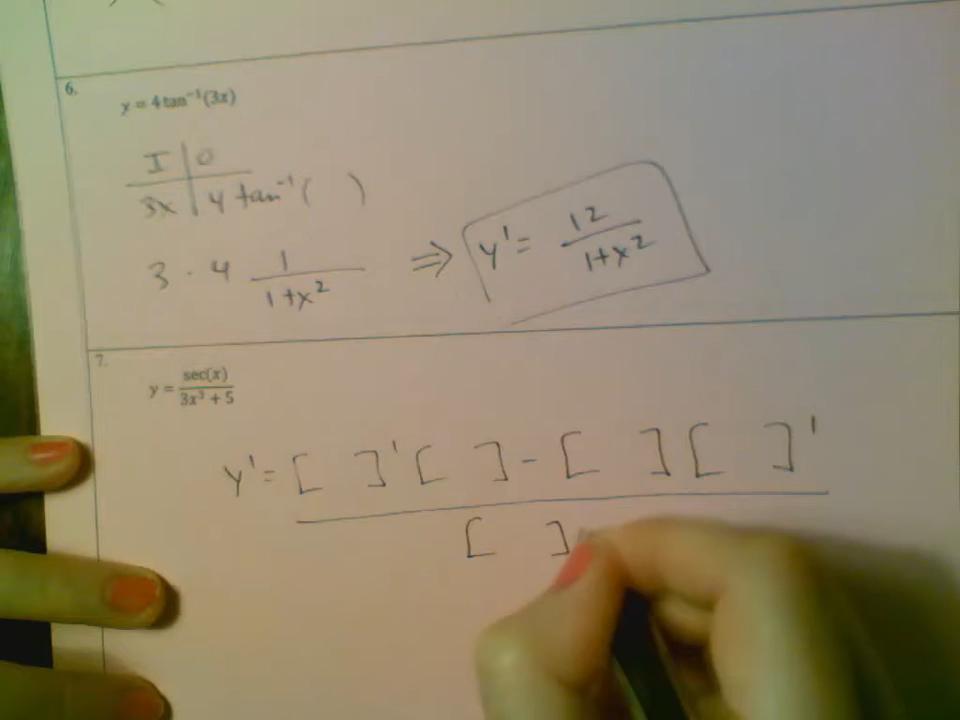 6.
y = 4 tan⁻¹(3x)
I | O
3x | 4 tan⁻¹( )
3 · 4 1/(1+x²) ⇒ y' = 12/(1+x²)
7.
y = sec(x)/(3x³ + 5)
y' = [ ]'[ ] - [ ][ ]'
[ ]